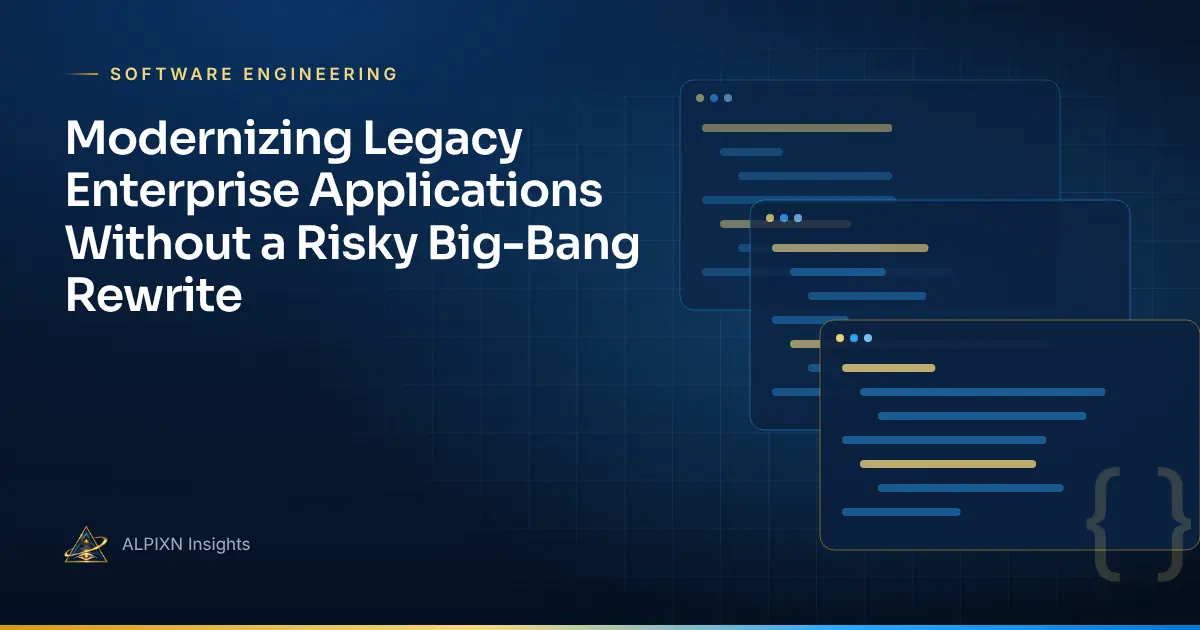 SOFTWARE ENGINEERING
Modernizing Legacy
Enterprise Applications
Without a Risky Big-Bang
Rewrite
ALPIXN Insights
{ }